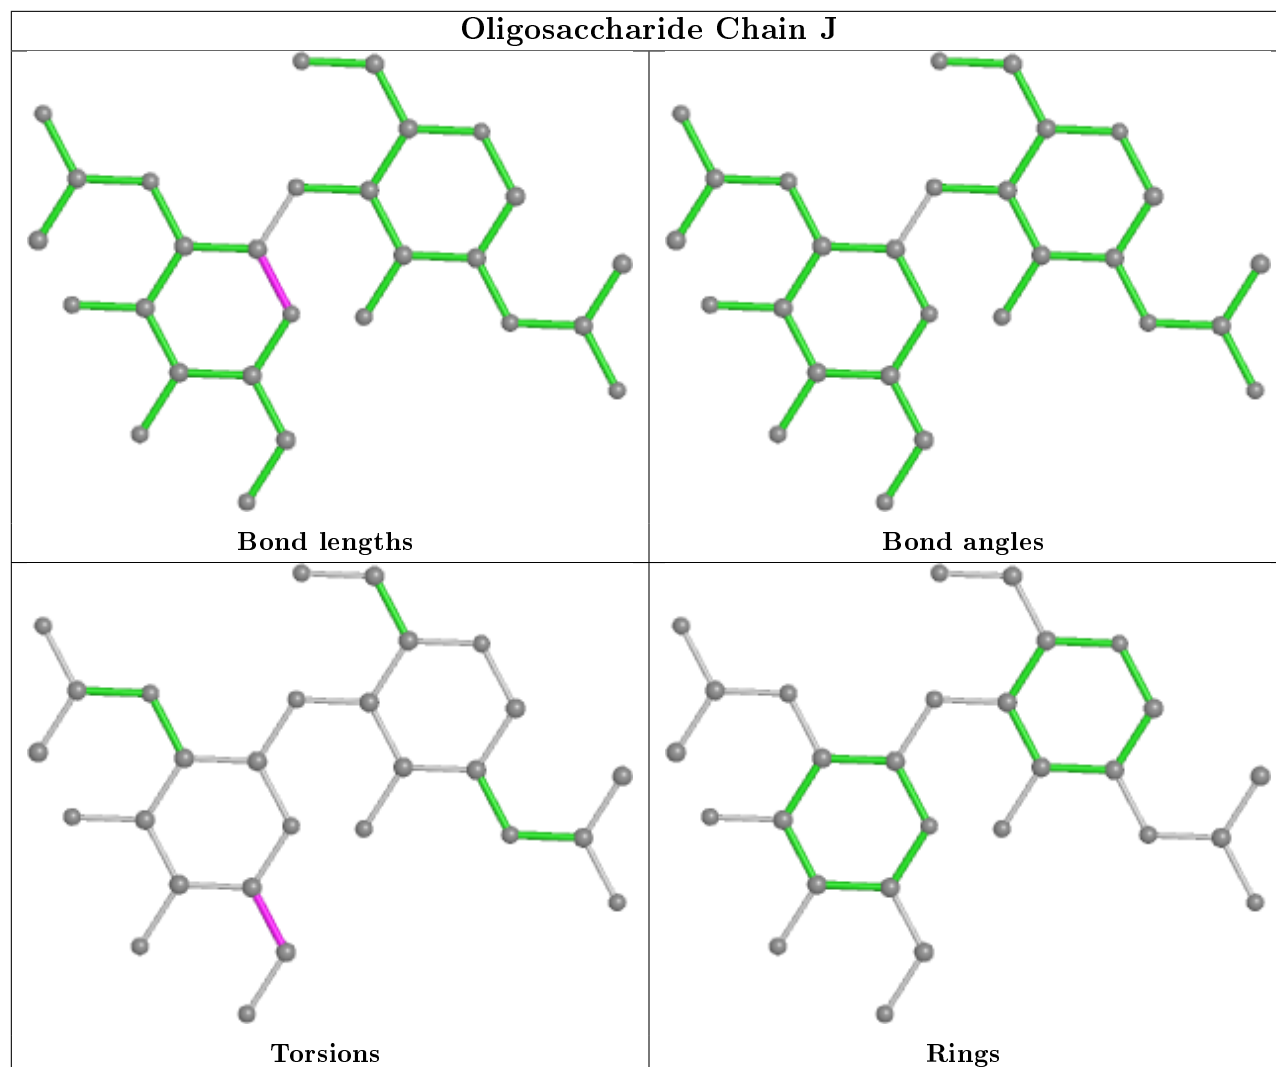 Oligosaccharide Chain J
Bond lengths
Bond angles
Torsions
Rings